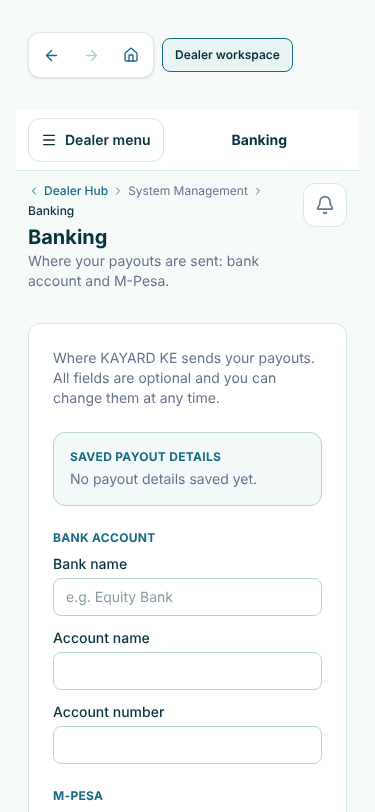 Dealer workspace
Dealer menu
Banking
Dealer Hub
System Management
Banking
Banking
Where your payouts are sent: bank
account and M-Pesa.
Where KAYARD KE sends your payouts.
All fields are optional and you can
change them at any time.
SAVED PAYOUT DETAILS
No payout details saved yet.
BANK ACCOUNT
Bank name
e.g. Equity Bank
Account name
Account number
M-PESA